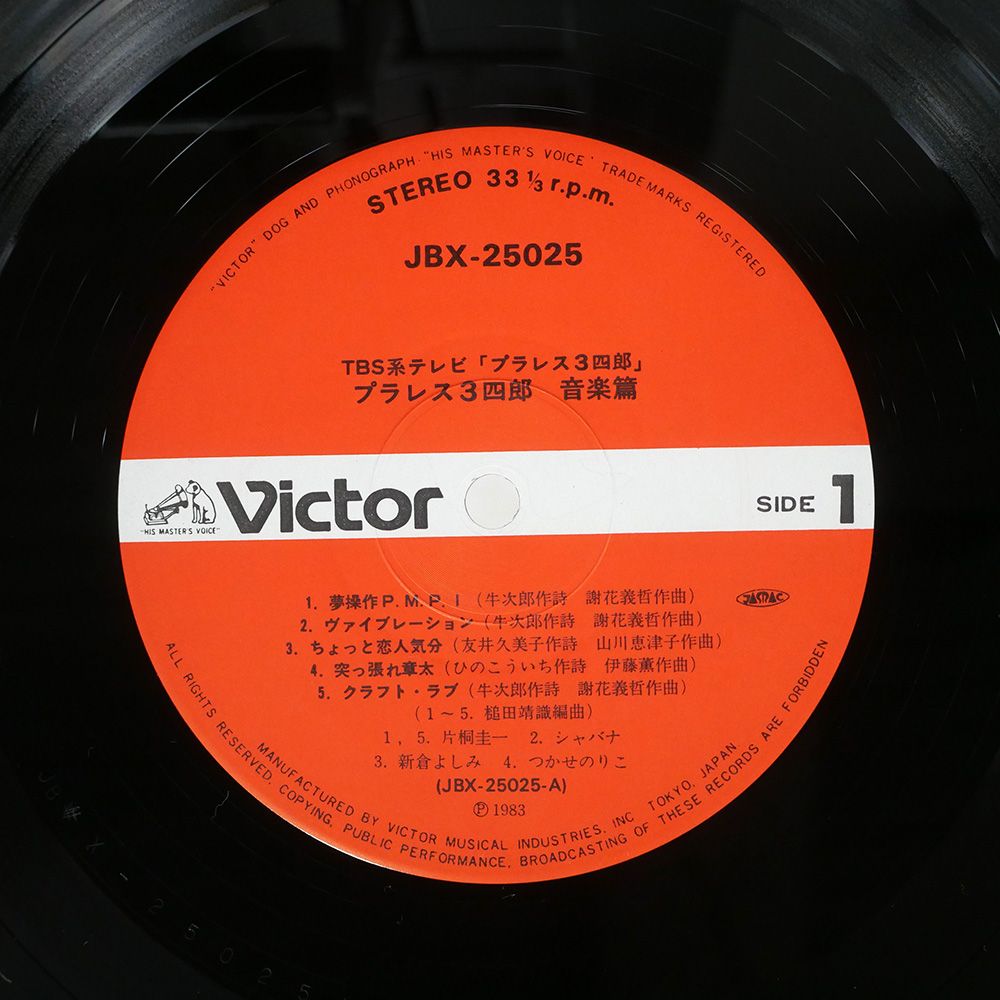 "VICTOR" DOG AND PHONOGRAPH・"HIS MASTER'S VOICE" TRADE MARKS REGISTERED
STEREO 33 1/3 r.p.m.
JBX-25025
TBS系テレビ「プラレス3四郎」
プラレス3四郎 音楽篇
"HIS MASTER'S VOICE"
Victor
SIDE 1
1. 夢操作P.M.P.I (牛次郎作詩 謝花義哲作曲)
JASRAC
2. ヴァイブレーション (牛次郎作詩 謝花義哲作曲)
3. ちょっと恋人気分 (友井久美子作詩 山川恵津子作曲)
4. 突っ張れ章太 (ひのこういち作詩 伊藤薫作曲)
5. クラフト・ラブ (牛次郎作詩 謝花義哲作曲)
(1〜5. 槌田靖識編曲)
1, 5. 片桐圭一 2. シャバナ
3. 新倉よしみ 4. つかせのりこ
(JBX-25025-A)
Ⓟ1983
MANUFACTURED BY VICTOR MUSICAL INDUSTRIES, INC. TOKYO, JAPAN
ALL RIGHTS RESERVED, COPYING, PUBLIC PERFORMANCE, BROADCASTING OF THESE RECORDS ARE FORBIDDEN